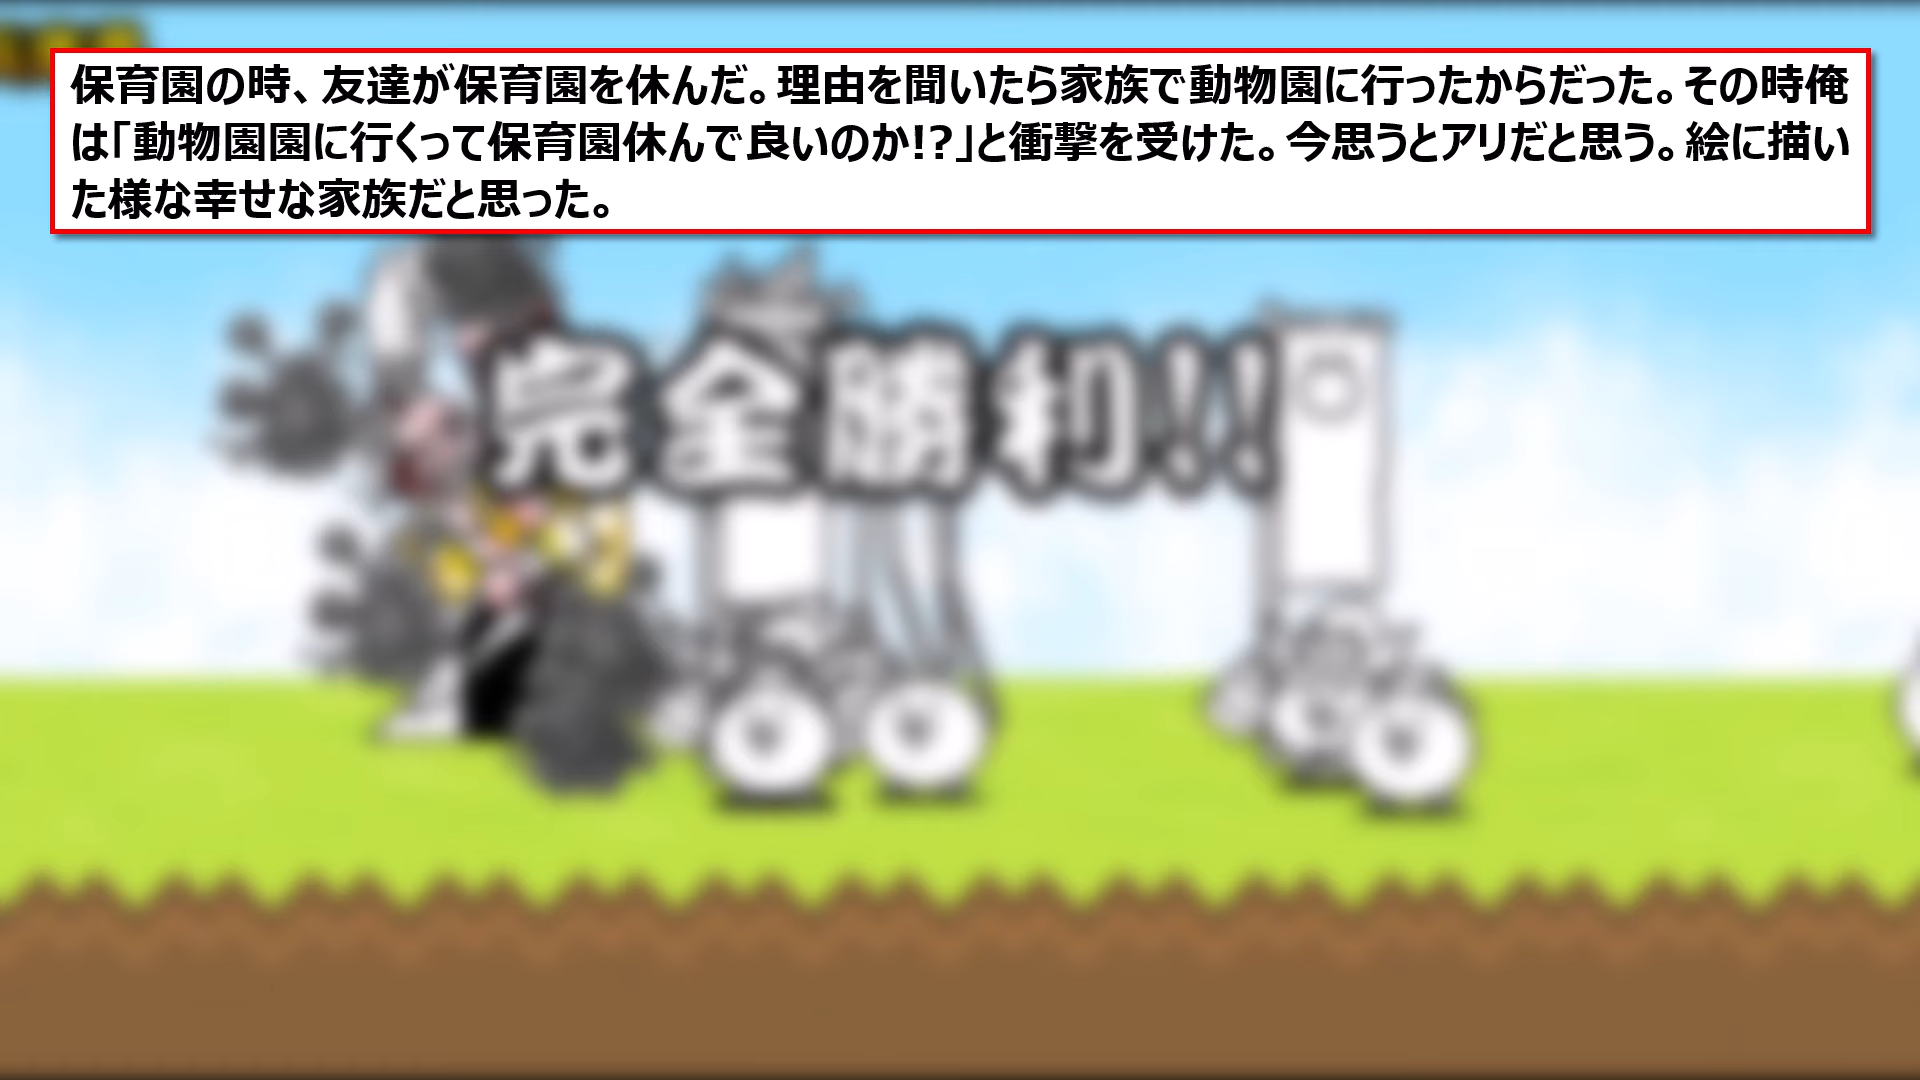 保育園の時、友達が保育園を休んだ。理由を聞いたら家族で動物園に行ったからだった。その時俺
は「動物園園に行くって保育園休んで良いのか!?」と衝撃を受けた。今思うとアリだと思う。絵に描い
た様な幸せな家族だと思った。
完全勝利!!